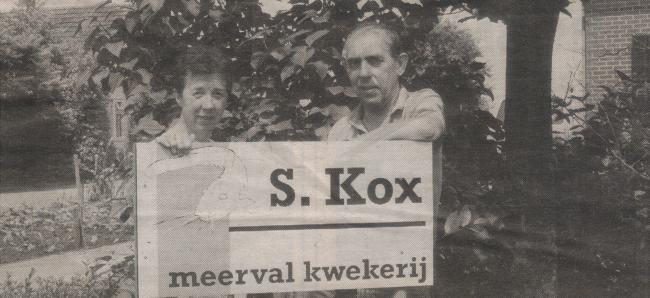 S. Kox
meerval kwekerij